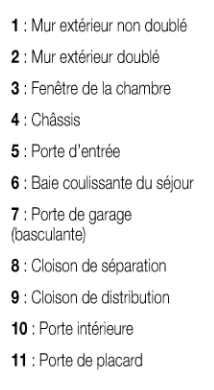 1 : Mur extérieur non doublé
2 : Mur extérieur doublé
3 : Fenêtre de la chambre
4 : Châssis
5 : Porte d'entrée
6 : Baie coulissante du séjour
7 : Porte de garage
(basculante)
8 : Cloison de séparation
9 : Cloison de distribution
10 : Porte intérieure
11 : Porte de placard